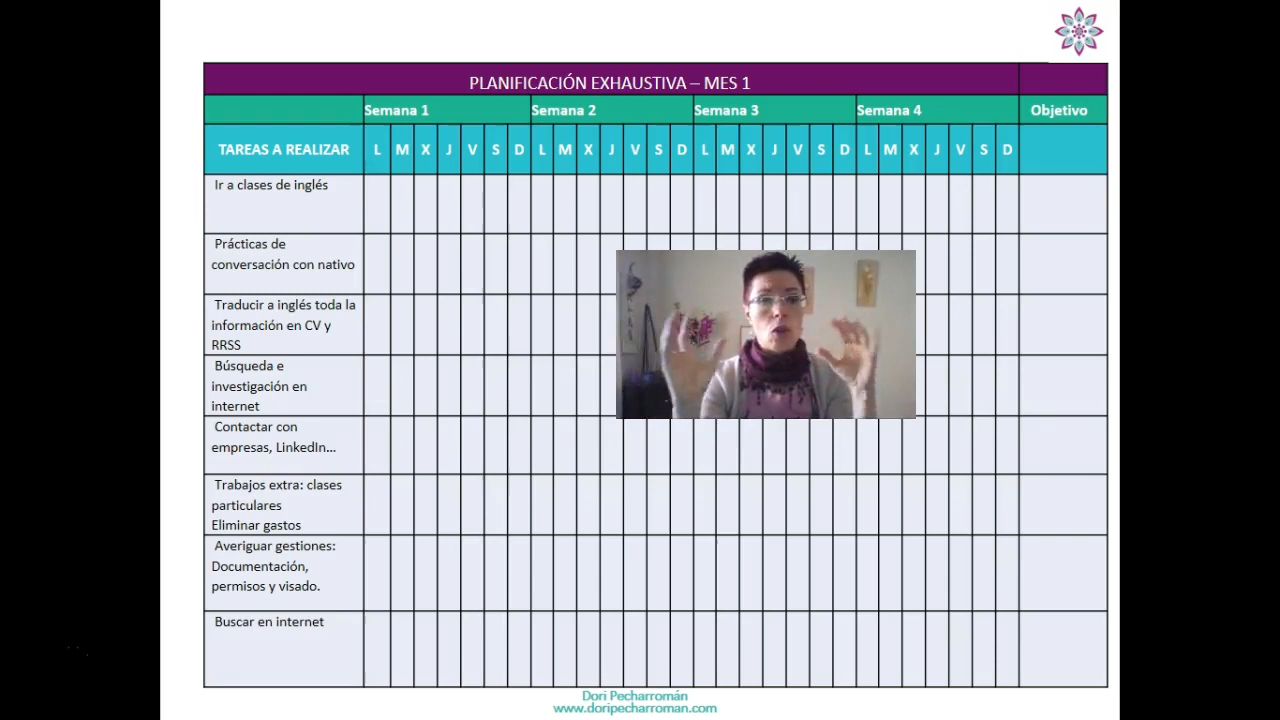 PLANIFICACIÓN EXHAUSTIVA – MES 1
Semana 1 Semana 2 Semana 3 Semana 4 Objetivo
TAREAS A REALIZAR L M X J V S D L M X J V S D L M X J V S D L M X J V S D
Ir a clases de inglés
Prácticas de
conversación con nativo
Traducir a inglés toda la
información en CV y
RRSS
Búsqueda e
investigación en
internet
Contactar con
empresas, LinkedIn…
Trabajos extra: clases
particulares
Eliminar gastos
Averiguar gestiones:
Documentación,
permisos y visado.
Buscar en internet
Dori Pecharromán
www.doripecharroman.com